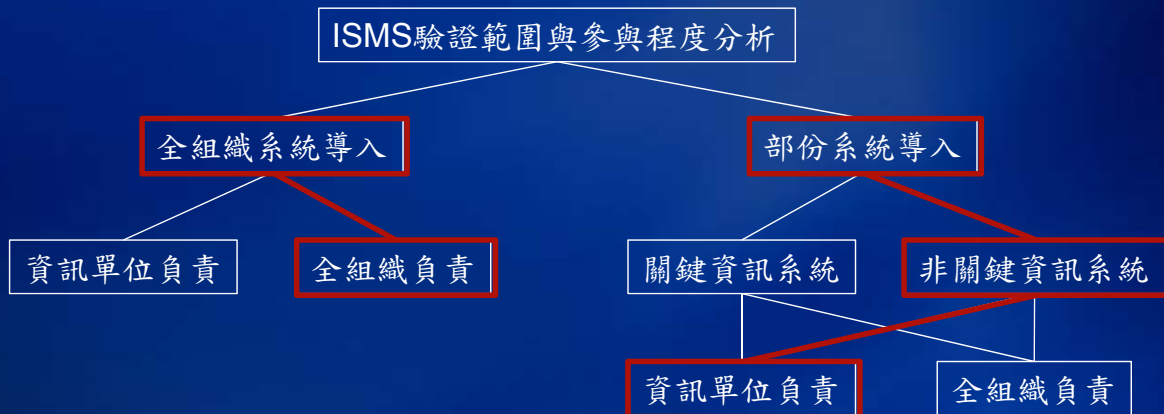 ISMS驗證範圍與參與程度分析
全組織系統導入
部份系統導入
資訊單位負責
全組織負責
關鍵資訊系統
非關鍵資訊系統
資訊單位負責
全組織負責